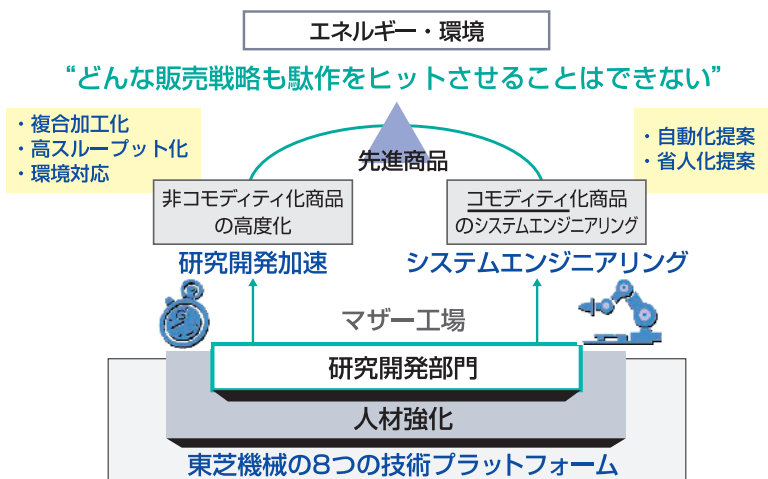 エネルギー・環境
“どんな販売戦略も駄作をヒットさせることはできない”
・複合加工化
・高スループット化
・環境対応
・自動化提案
・省人化提案
先進商品
非コモディティ化商品
の高度化
コモディティ化商品
のシステムエンジニアリング
研究開発加速
システムエンジニアリング
マザー工場
研究開発部門
人材強化
東芝機械の8つの技術プラットフォーム